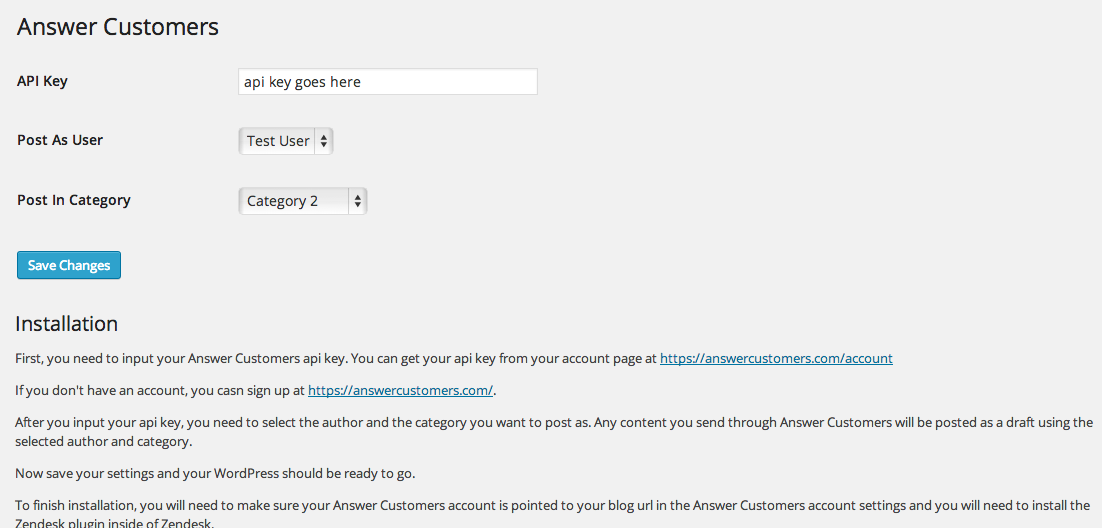 Answer Customers
API Key
api key goes here
Post As User
Test User
Post In Category
Category 2
Save Changes
Installation
First, you need to input your Answer Customers api key. You can get your api key from your account page at https://answercustomers.com/account
If you don't have an account, you casn sign up at https://answercustomers.com/.
After you input your api key, you need to select the author and the category you want to post as. Any content you send through Answer Customers will be posted as a draft using the
selected author and category.
Now save your settings and your WordPress should be ready to go.
To finish installation, you will need to make sure your Answer Customers account is pointed to your blog url in the Answer Customers account settings and you will need to install the
Zendesk plugin inside of Zendesk.